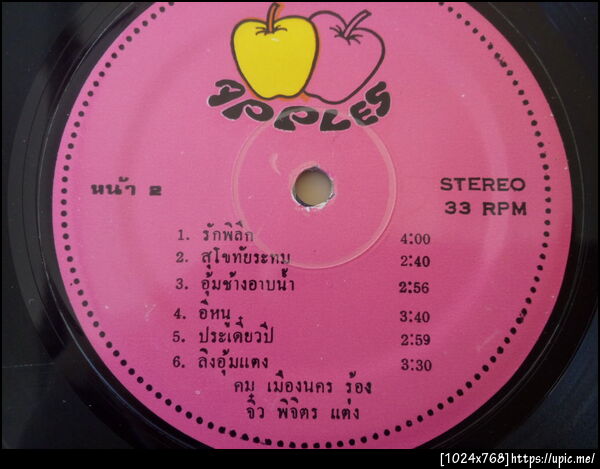 APPLES
หน้า 2
STEREO
33 RPM
1. รักพิลึก 4:00
2. สุโขทัยระทม 2:40
3. อุ้มช้างอาบน้ำ 2:56
4. อีหนู 3:40
5. ประเดี๋ยวปี 2:59
6. ลิงอุ้มแตง 3:30
คม เมืองนคร ร้อง
จิ๋ว พิจิตร แต่ง
[1024x768]https://upic.me/